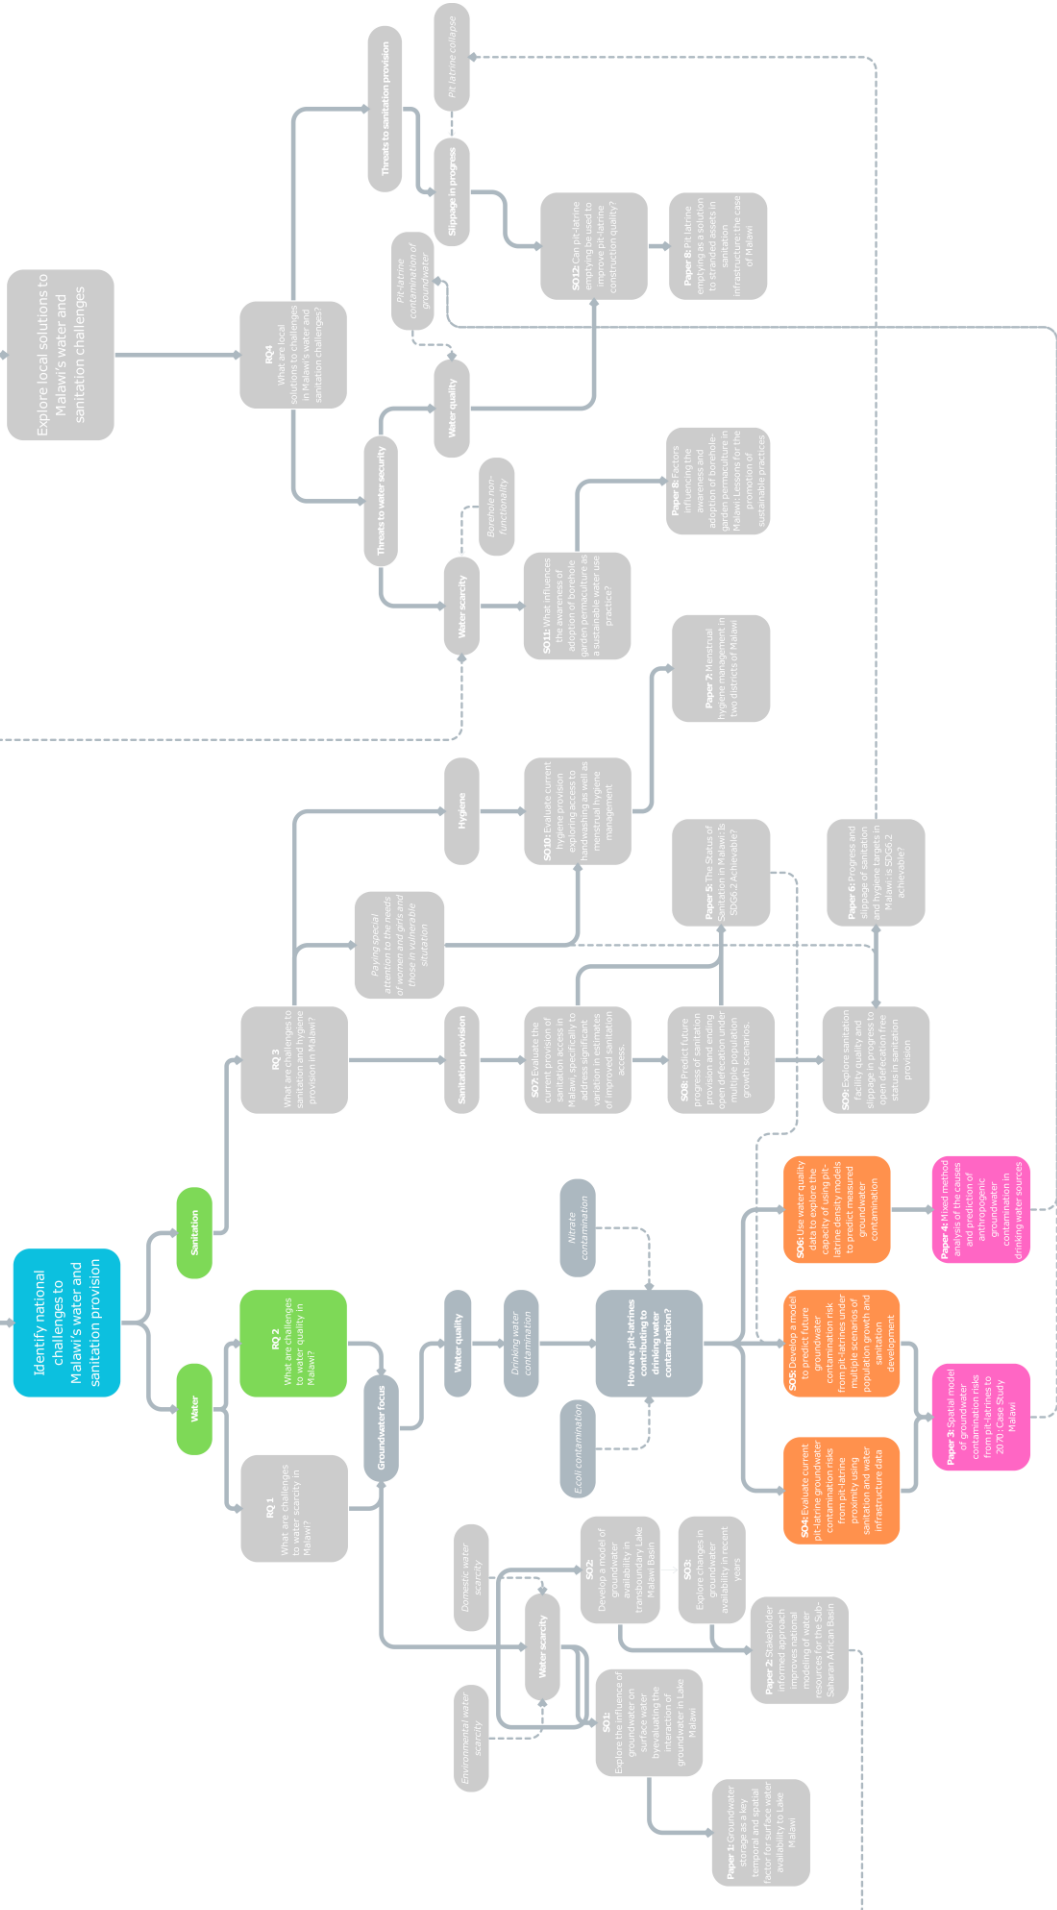 Explore local solutions to
Malawi's water and
sanitation challenges
RQ4
What are local
solutions to challenges
in Malawi's water and
sanitation challenges?
Threats to sanitation provision
Pit latrine collapse
Slippage in progress
Pit-latrine
contamination of
groundwater
Threats to water security
Water quality
Borehole non-
functionality
Water scarcity
SO12: Can pit-latrine
emptying be used to
improve pit-latrine
construction quality?
Paper 8: Pit latrine
emptying as a solution
to stranded assets in
sanitation
infrastructure: the case
of Malawi
SO11: What influences
the awareness of
adoption of borehole
garden permaculture as
a sustainable water use
practice?
Paper 8: Factors
influencing the
awareness and
adoption of borehole-
garden permaculture in
Malawi: Lessons for the
promotion of
sustainable practices
Identify national
challenges to
Malawi's water and
sanitation provision
Sanitation
Water
RQ 3
What are challenges to
sanitation and hygiene
provision in Malawi?
Paying special
attention to the needs
of women and girls and
those in vulnerable
situtation
Hygiene
SO10: Evaluate current
hygiene provision
exploring access to
handwashing as well as
menstrual hygiene
management
Paper 7: Menstrual
hygiene management in
two districts of Malawi
Sanitation provision
SO7: Evaluate the
current provision of
sanitation access in
Malawi, specifically to
address significant
variation in estimates
of improved sanitation
access.
SO8: Predict future
progress of sanitation
provision and ending
open defecation under
multiple population
growth scenarios.
SO9: Explore sanitation
facility quality and
slippage in progress to
open defecation free
status in sanitation
provision
Paper 5: The Status of
Sanitation in Malawi: Is
SDG6.2 Achievable?
Paper 6: Progress and
slippage of sanitation
and hygiene targets in
Malawi: is SDG6.2
achievable?
RQ 2
What are challenges
to water quality in
Malawi?
RQ 1
What are challenges
to water scarcity in
Malawi?
Groundwater focus
Water quality
Drinking water
contamination
Nitrate
contamination
E.coli contamination
How are pit-latrines
contributing to
drinking water
contamination?
SO6: Use water quality
data to explore the
capacity of using pit-
latrine density models
to predict measured
groundwater
contamination
SO5: Develop a model
to predict future
groundwater
contamination risk
from pit-latrines under
multiple scenarios of
population growth and
sanitation
development
SO4: Evaluate current
pit-latrine groundwater
contamination risks
from pit-latrine
proximity using
sanitation and water
infrastructure data
Paper 4: Mixed method
analysis of the causes
and prediction of
anthropogenic
groundwater
contamination in
drinking water sources
Paper 3: Spatial model
of groundwater
contamination risks
from pit-latrines to
2070: Case Study
Malawi
Domestic water
scarcity
Environmental water
scarcity
Water scarcity
SO2:
Develop a model of
groundwater
availability in
transboundary Lake
Malawi Basin
SO3:
Explore changes in
groundwater
availability in recent
years
SO1:
Explore the influence of
groundwater on
surface water
byevaluating the
interaction of
groundwater in Lake
Malawi
Paper 2: Stakeholder
informed approach
improves national
modeling of water
resources for the Sub-
Saharan African Basin
Paper 1: Groundwater
storage as a key
temporal and spatial
factor for surface water
availability to Lake
Malawi